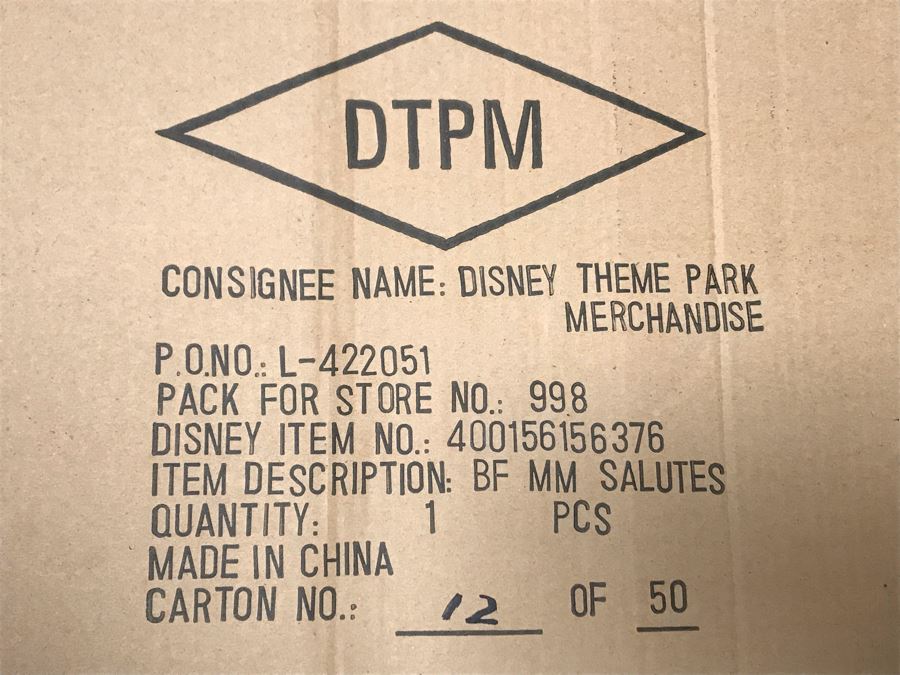 DTPM
CONSIGNEE NAME: DISNEY THEME PARK
MERCHANDISE
P.O.NO.: L-422051
PACK FOR STORE NO.: 998
DISNEY ITEM NO.: 400156156376
ITEM DESCRIPTION: BF MM SALUTES
QUANTITY: 1 PCS
MADE IN CHINA
CARTON NO.: 12 OF 50